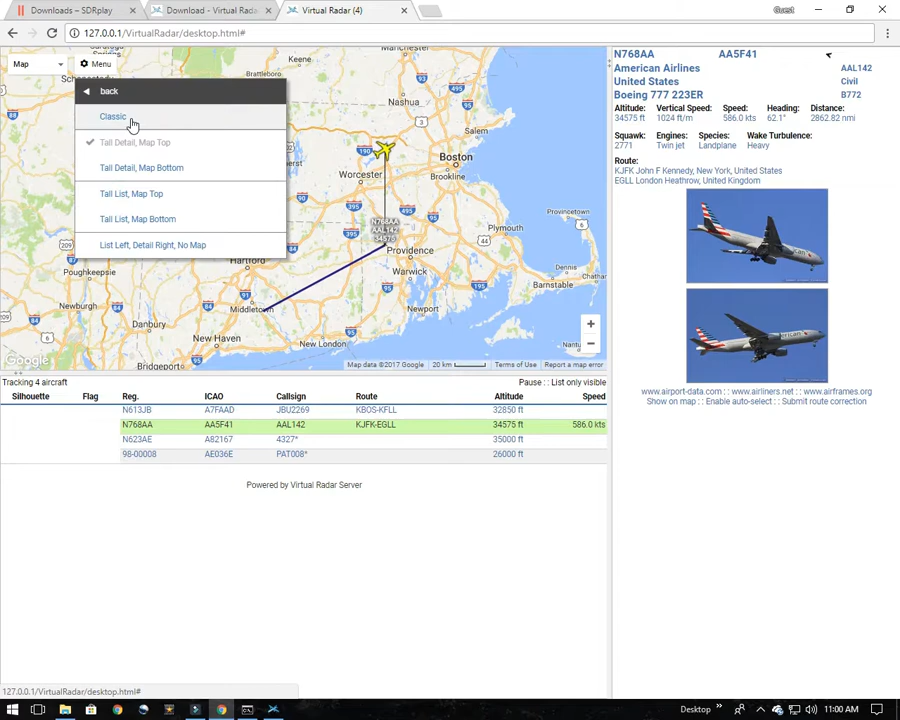 Downloads – SDRplay
Download - Virtual Rada
Virtual Radar (4)
Guest
127.0.0.1/VirtualRadar/desktop.html#
Map
Menu
back
Classic
Tall Detail, Map Top
Tall Detail, Map Bottom
Tall List, Map Top
Tall List, Map Bottom
List Left, Detail Right, No Map
Manchester
Keene
Brattleboro
Nashua
Salem
Boston
Worcester
Brookline
Plymouth
Provincetown
Hartford
Providence
Warwick
Barnstable
Dennis
Chatham
Poughkeepsie
Middletown
Newburgh
Newport
Danbury
New Haven
New London
Bridgeport
N768AA
AAL142
34575
Google
Map data ©2017 Google
20 km
Terms of Use
Report a map error
Tracking 4 aircraft
Pause : : List only visible
Silhouette Flag Reg. ICAO Callsign Route Altitude Speed
N613JB A7FAAD JBU2269 KBOS-KFLL 32850 ft
N768AA AA5F41 AAL142 KJFK-EGLL 34575 ft 586.0 kts
N623AE A82167 4327* 35000 ft
98-00008 AE036E PAT008* 26000 ft
Powered by Virtual Radar Server
N768AA AA5F41
American Airlines AAL142
United States Civil
Boeing 777 223ER B772
Altitude: Vertical Speed: Speed: Heading: Distance:
34575 ft 1024 ft/m 586.0 kts 62.1° 2862.82 nmi
Squawk: Engines: Species: Wake Turbulence:
2771 Twin jet Landplane Heavy
Route:
KJFK John F Kennedy, New York, United States
EGLL London Heathrow, United Kingdom
www.airport-data.com : : www.airliners.net : : www.airframes.org
Show on map : : Enable auto-select : : Submit route correction
127.0.0.1/VirtualRadar/desktop.html#
Desktop
11:00 AM